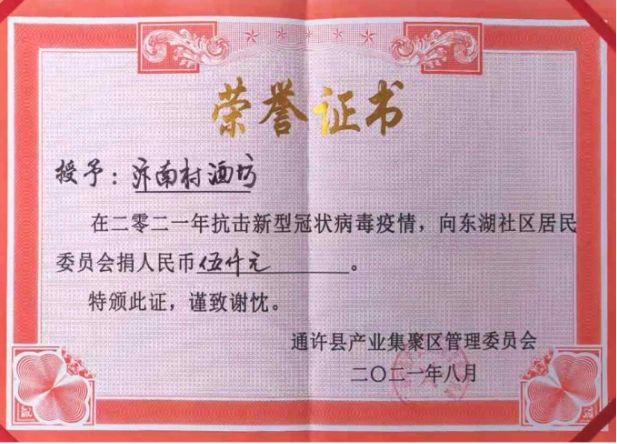 荣誉证书
授予：济南村酒坊
在二零二一年抗击新型冠状病毒疫情，向东湖社区居民
委员会捐人民币伍仟元。
特颁此证，谨致谢忱。
通许县产业集聚区管理委员会
二〇二一年八月